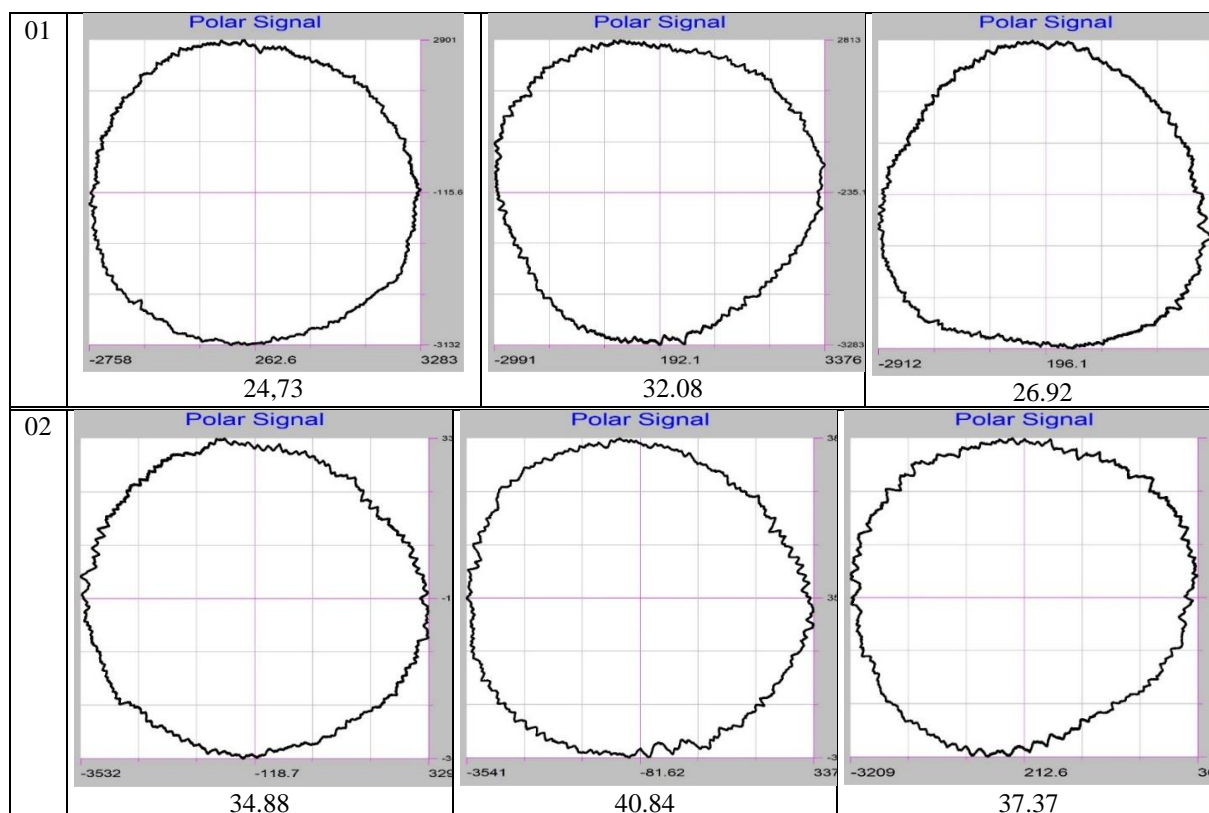 01
Polar Signal
2901
-115.6
-3132
-2758 262.6 3283
24,73
Polar Signal
2813
-235.1
-3283
-2991 192.1 3376
32.08
Polar Signal
-2912 196.1
26.92
02
Polar Signal
-3532 -118.7
34.88
Polar Signal
-3541 -81.62
40.84
Polar Signal
-3209 212.6
37.37